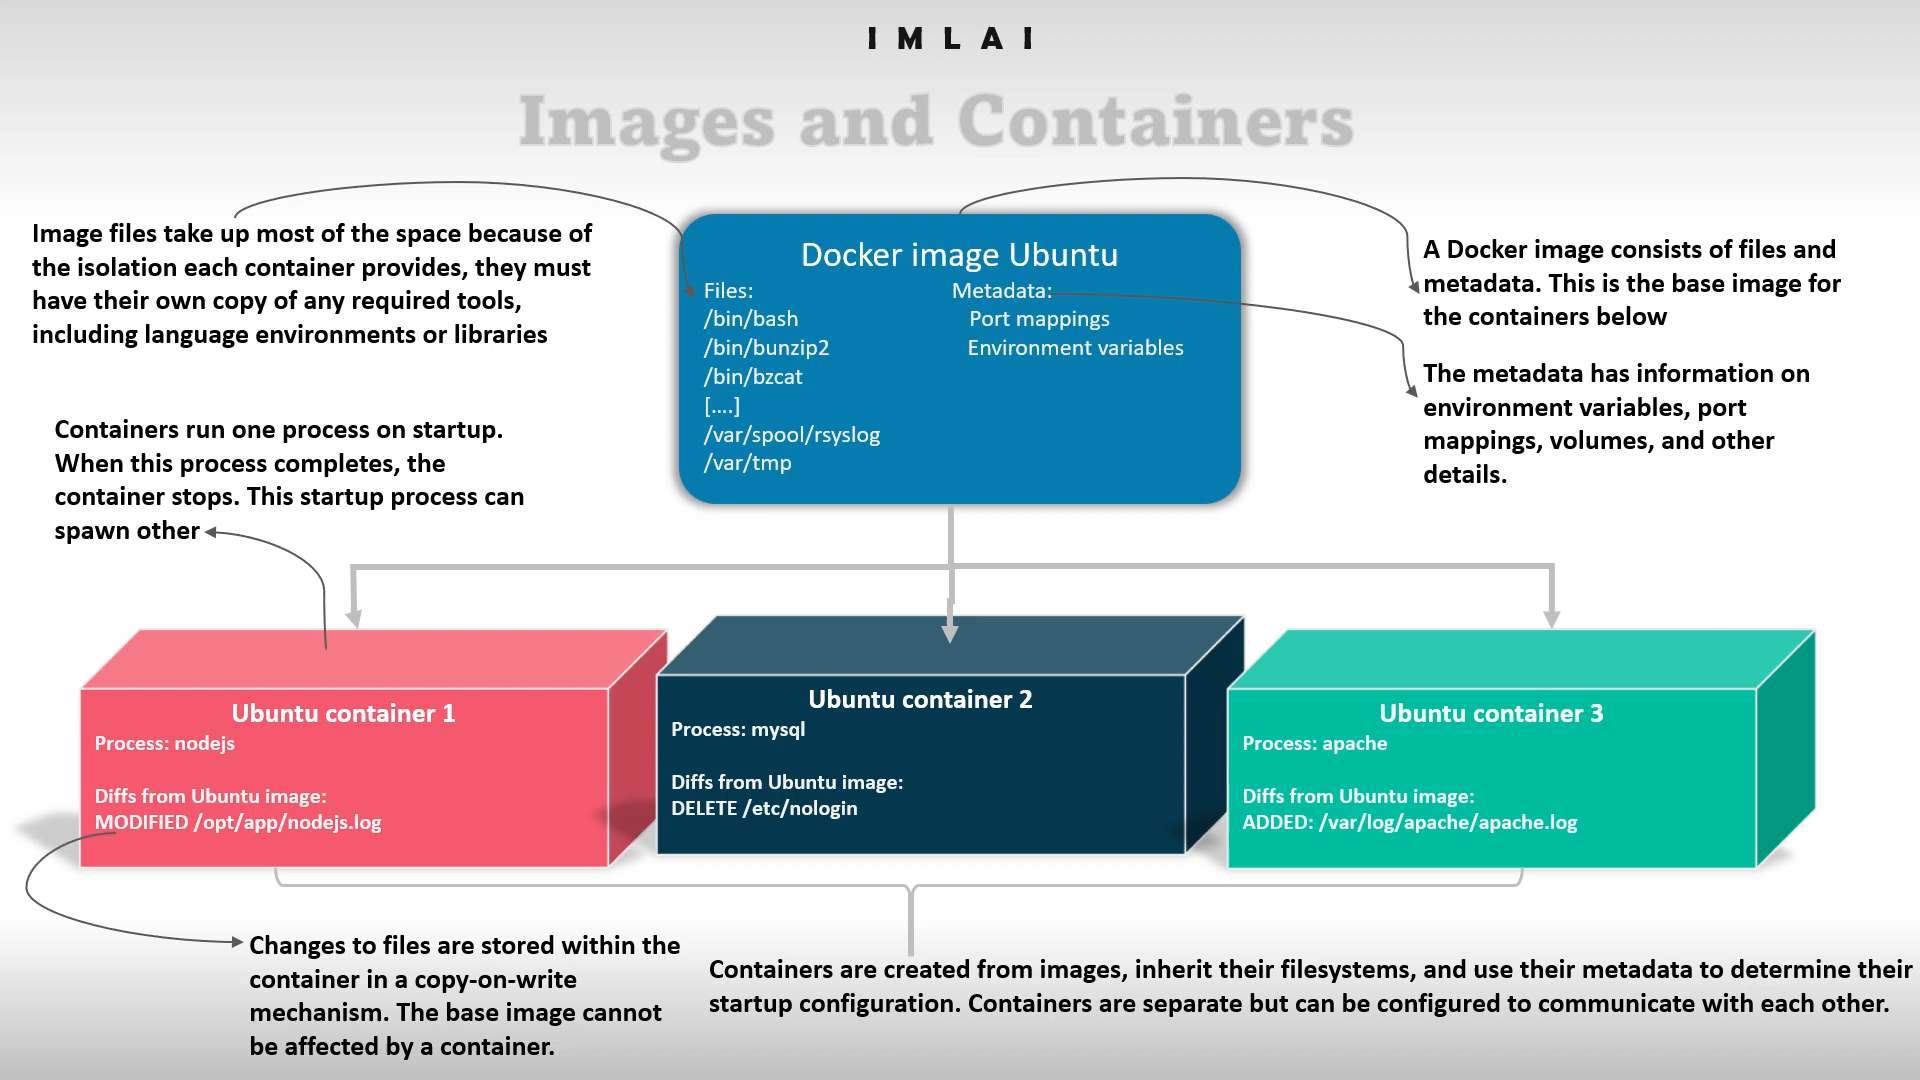 IMLAI
Images and Containers
Image files take up most of the space because of
the isolation each container provides, they must
have their own copy of any required tools,
including language environments or libraries
Containers run one process on startup.
When this process completes, the
container stops. This startup process can
spawn other
Docker image Ubuntu
Files:
/bin/bash
/bin/bunzip2
/bin/bzcat
[....]
/var/spool/rsyslog
/var/tmp
Metadata:
Port mappings
Environment variables
A Docker image consists of files and
metadata. This is the base image for
the containers below
The metadata has information on
environment variables, port
mappings, volumes, and other
details.
Ubuntu container 1
Process: nodejs
Diffs from Ubuntu image:
MODIFIED /opt/app/nodejs.log
Ubuntu container 2
Process: mysql
Diffs from Ubuntu image:
DELETE /etc/nologin
Ubuntu container 3
Process: apache
Diffs from Ubuntu image:
ADDED: /var/log/apache/apache.log
Changes to files are stored within the
container in a copy-on-write
mechanism. The base image cannot
be affected by a container.
Containers are created from images, inherit their filesystems, and use their metadata to determine their
startup configuration. Containers are separate but can be configured to communicate with each other.